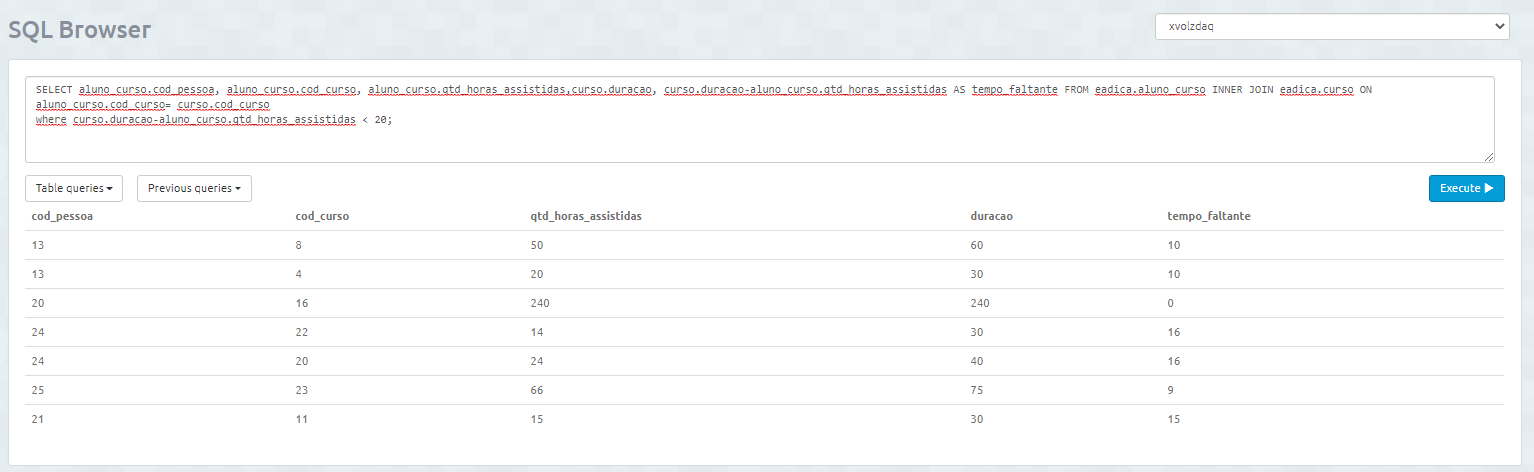 SQL Browser
xvolzdaq
SELECT aluno_curso.cod_pessoa, aluno_curso.cod_curso, aluno_curso.qtd_horas_assistidas,curso.duracao, curso.duracao-aluno_curso.qtd_horas_assistidas AS tempo_faltante FROM eadica.aluno_curso INNER JOIN eadica.curso ON
aluno_curso.cod_curso= curso.cod_curso
where curso.duracao-aluno_curso.qtd_horas_assistidas < 20;
Table queries Previous queries Execute
cod_pessoa cod_curso qtd_horas_assistidas duracao tempo_faltante
13 8 50 60 10
13 4 20 30 10
20 16 240 240 0
24 22 14 30 16
24 20 24 40 16
25 23 66 75 9
21 11 15 30 15